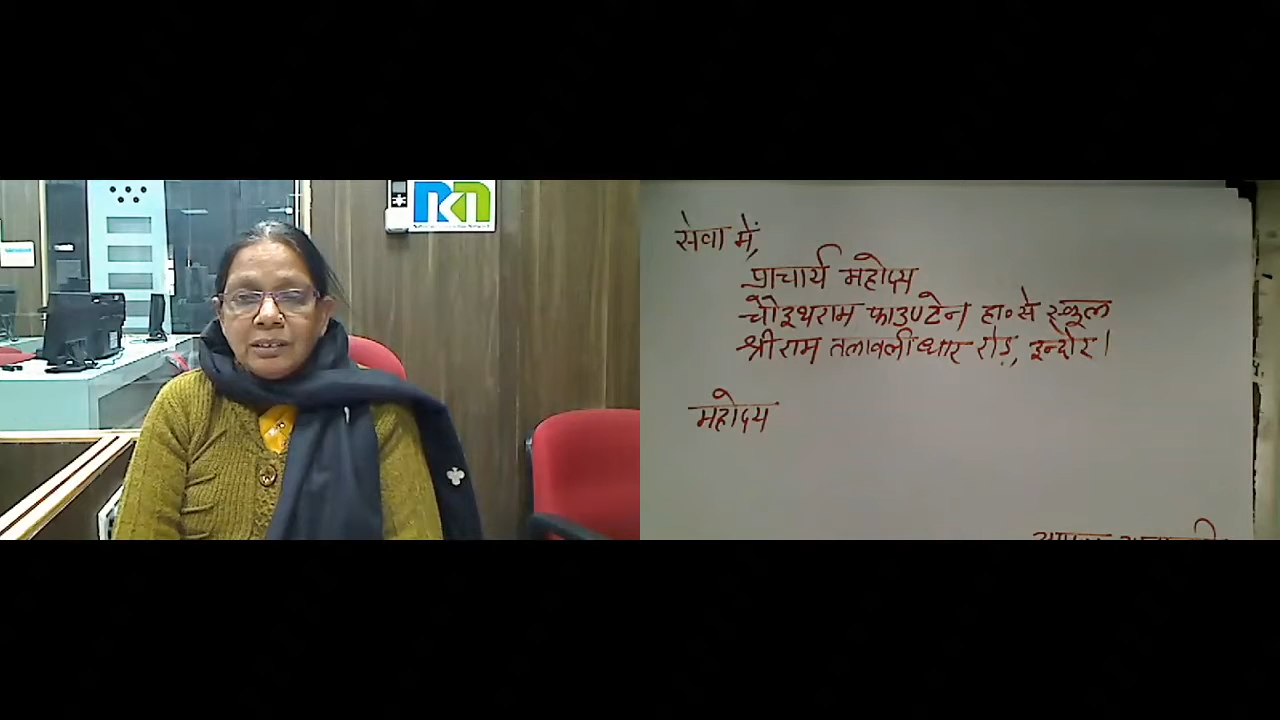 सेवा में,
प्राचार्य महोदय
चौइथराम फाउण्टेन हा॰ से स्कूल
श्रीराम तलावली धार रोड़, इन्दौर।
महोदय